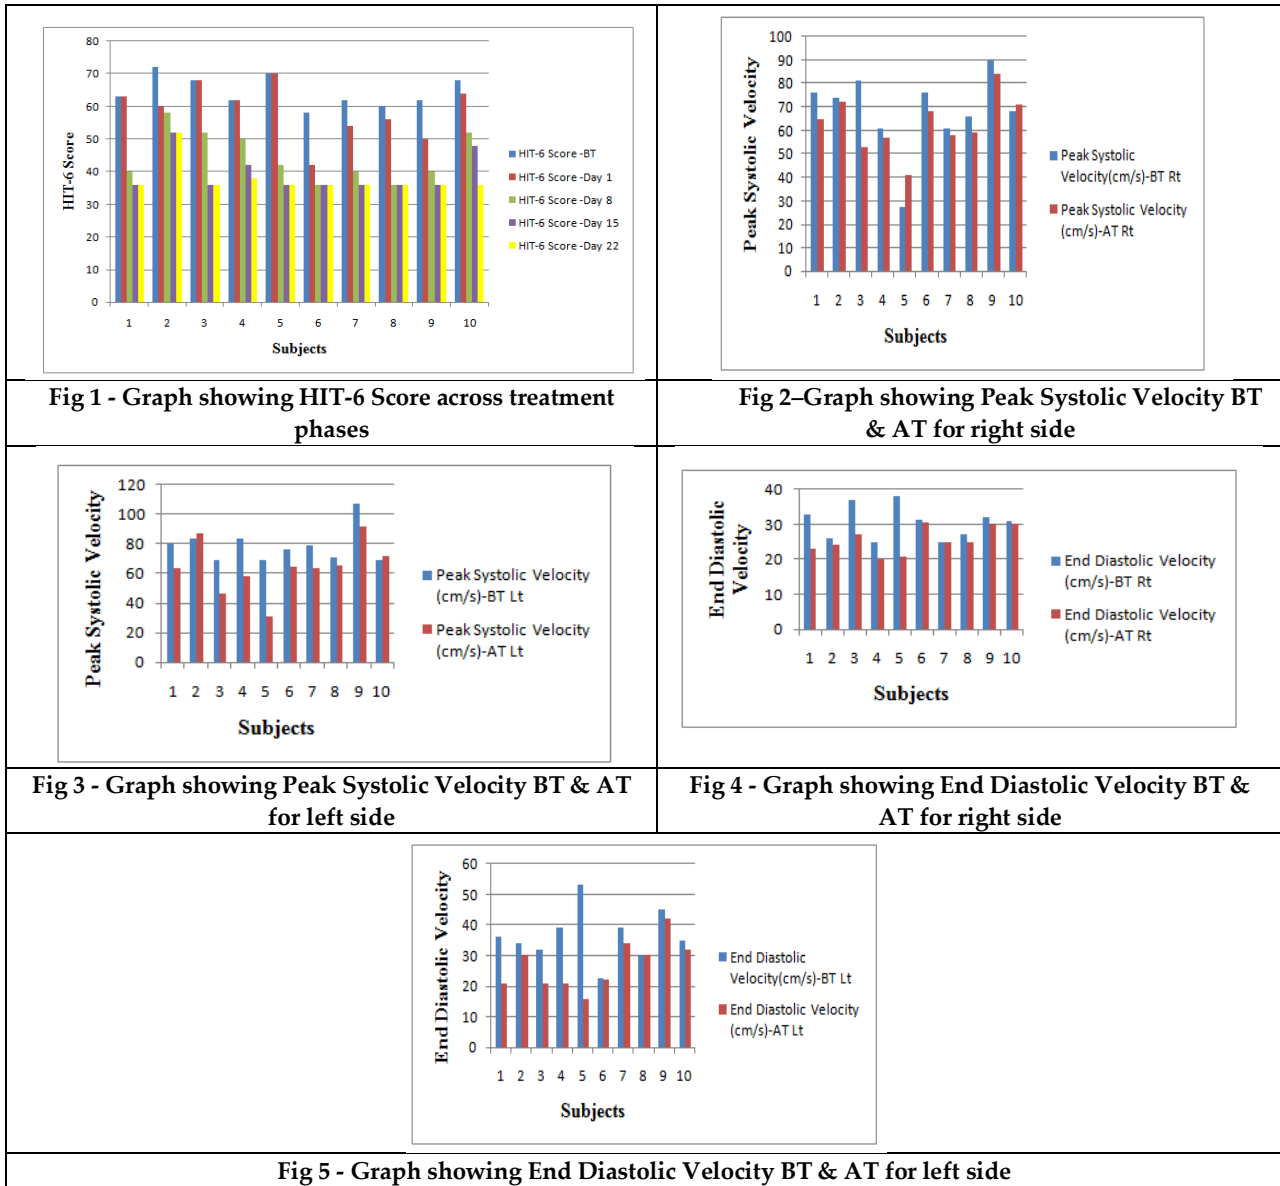 80
70
60
50
40
30
20
10
0
HIT-6 Score
1 2 3 4 5 6 7 8 9 10
Subjects
HIT-6 Score -BT
HIT-6 Score -Day 1
HIT-6 Score -Day 8
HIT-6 Score -Day 15
HIT-6 Score -Day 22
Fig 1 - Graph showing HIT-6 Score across treatment
phases
100
90
80
70
60
50
40
30
20
10
0
Peak Systolic Velocity
1 2 3 4 5 6 7 8 9 10
Subjects
Peak Systolic
Velocity(cm/s)-BT Rt
Peak Systolic Velocity
(cm/s)-AT Rt
Fig 2–Graph showing Peak Systolic Velocity BT
& AT for right side
120
100
80
60
40
20
0
Peak Systolic Velocity
1 2 3 4 5 6 7 8 9 10
Subjects
Peak Systolic Velocity
(cm/s)-BT Lt
Peak Systolic Velocity
(cm/s)-AT Lt
Fig 3 - Graph showing Peak Systolic Velocity BT & AT
for left side
40
30
20
10
0
End Diastolic
Velocity
1 2 3 4 5 6 7 8 9 10
Subjects
End Diastolic Velocity
(cm/s)-BT Rt
End Diastolic Velocity
(cm/s)-AT Rt
Fig 4 - Graph showing End Diastolic Velocity BT &
AT for right side
60
50
40
30
20
10
0
End Diastolic Velocity
1 2 3 4 5 6 7 8 9 10
Subjects
End Diastolic
Velocity(cm/s)-BT Lt
End Diastolic Velocity
(cm/s)-AT Lt
Fig 5 - Graph showing End Diastolic Velocity BT & AT for left side